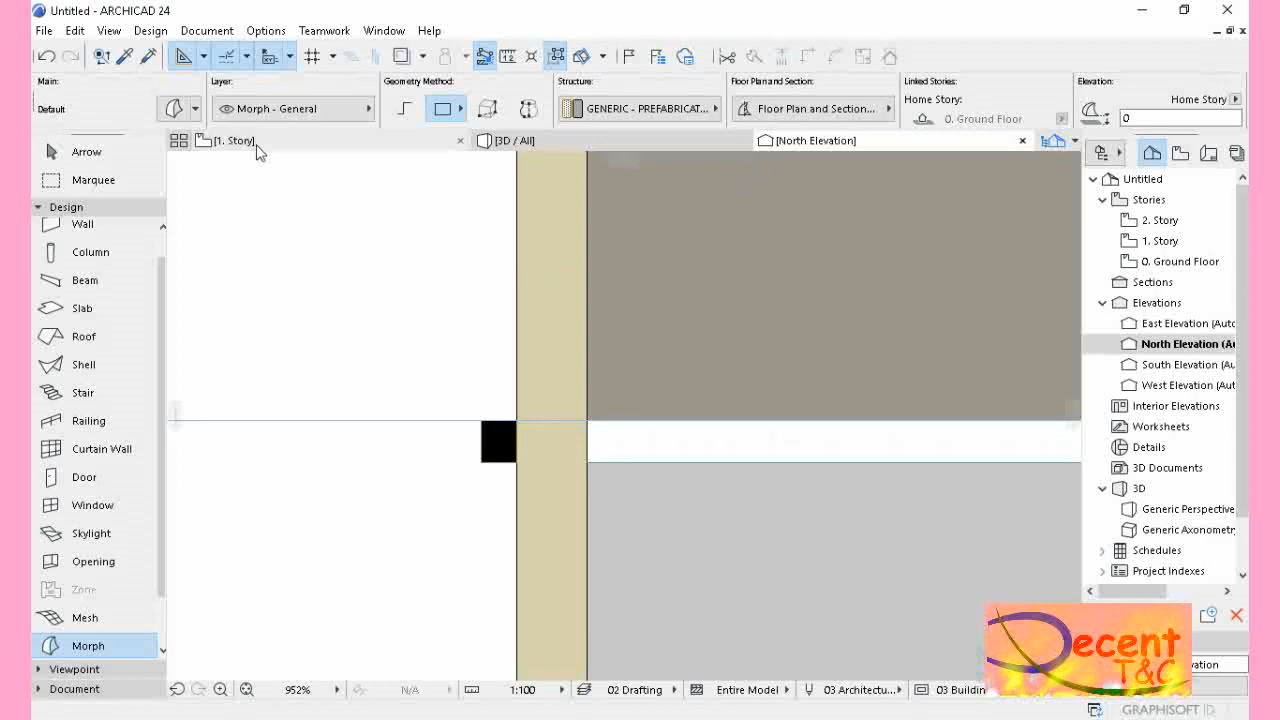 Untitled - ARCHICAD 24
File Edit View Design Document Options Teamwork Window Help
Main: Layer: Geometry Method: Structure: Floor Plan and Section: Linked Stories: Elevation:
Default Morph - General GENERIC - PREFABRICAT... Floor Plan and Section... Home Story: Home Story
0. Ground Floor 0
[1. Story] [3D / All] [North Elevation]
Arrow
Marquee
Design
Wall
Column
Beam
Slab
Roof
Shell
Stair
Railing
Curtain Wall
Door
Window
Skylight
Opening
Zone
Mesh
Morph
Viewpoint
Document
Untitled
Stories
2. Story
1. Story
0. Ground Floor
Sections
Elevations
East Elevation (Auto
North Elevation (Au
South Elevation (Au
West Elevation (Aut
Interior Elevations
Worksheets
Details
3D Documents
3D
Generic Perspective
Generic Axonometr
Schedules
Project Indexes
vation
Decent
T&C
952% N/A 1:100 02 Drafting Entire Model 03 Architectu... 03 Buildin
GRAPHISOFT ID